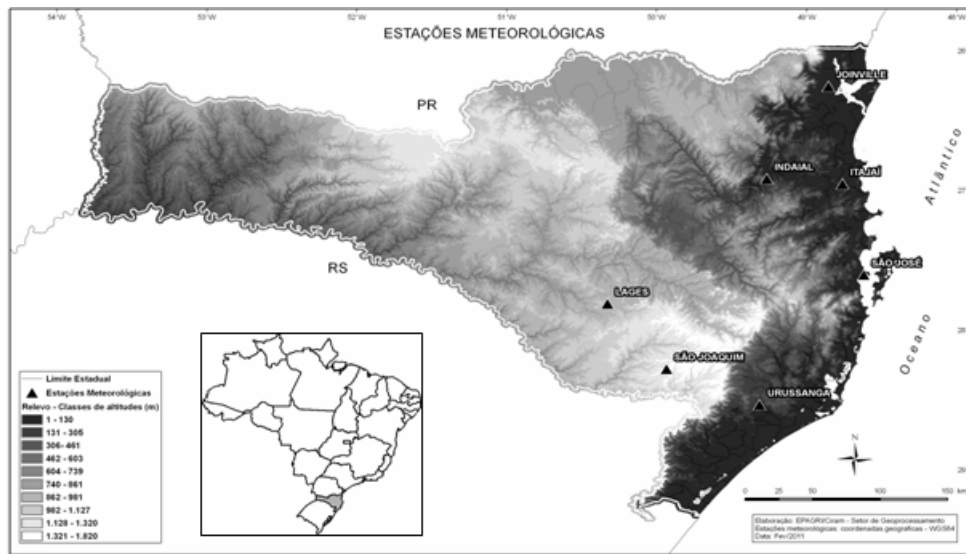 54°W 53°W 52°W 51°W 50°W 49°W 48°W
ESTAÇÕES METEOROLÓGICAS
PR
RS
JOINVILLE
INDAIAL
ITAJAÍ
SÃO JOSÉ
LAGES
SÃO JOAQUIM
URUSSANGA
Oceano Atlântico
Limite Estadual
Estações Meteorológicas
Relevo - Classes de altitudes (m)
1 - 130
131 - 305
306- 461
462 - 603
604 - 739
740 - 861
862 - 981
982 - 1.127
1.128 - 1.320
1.321 - 1.820
N
0 25 50 100 150
km
Elaboração: EPAGRI/Ciram - Setor de Geoprocessamento
Estações meteorológicas: coordenadas geográficas - WGS84
Data: Fev/2011